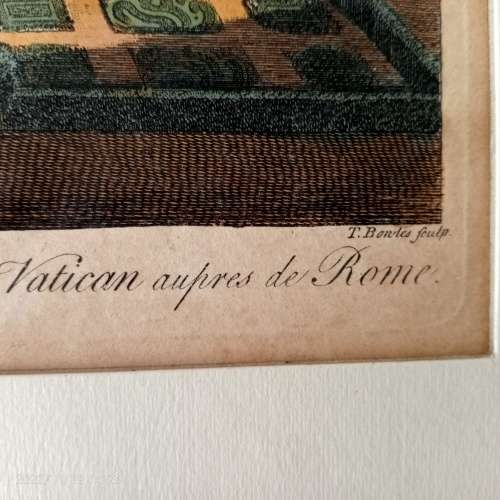 T. Bowles sculp.
Vatican aupres de Rome.